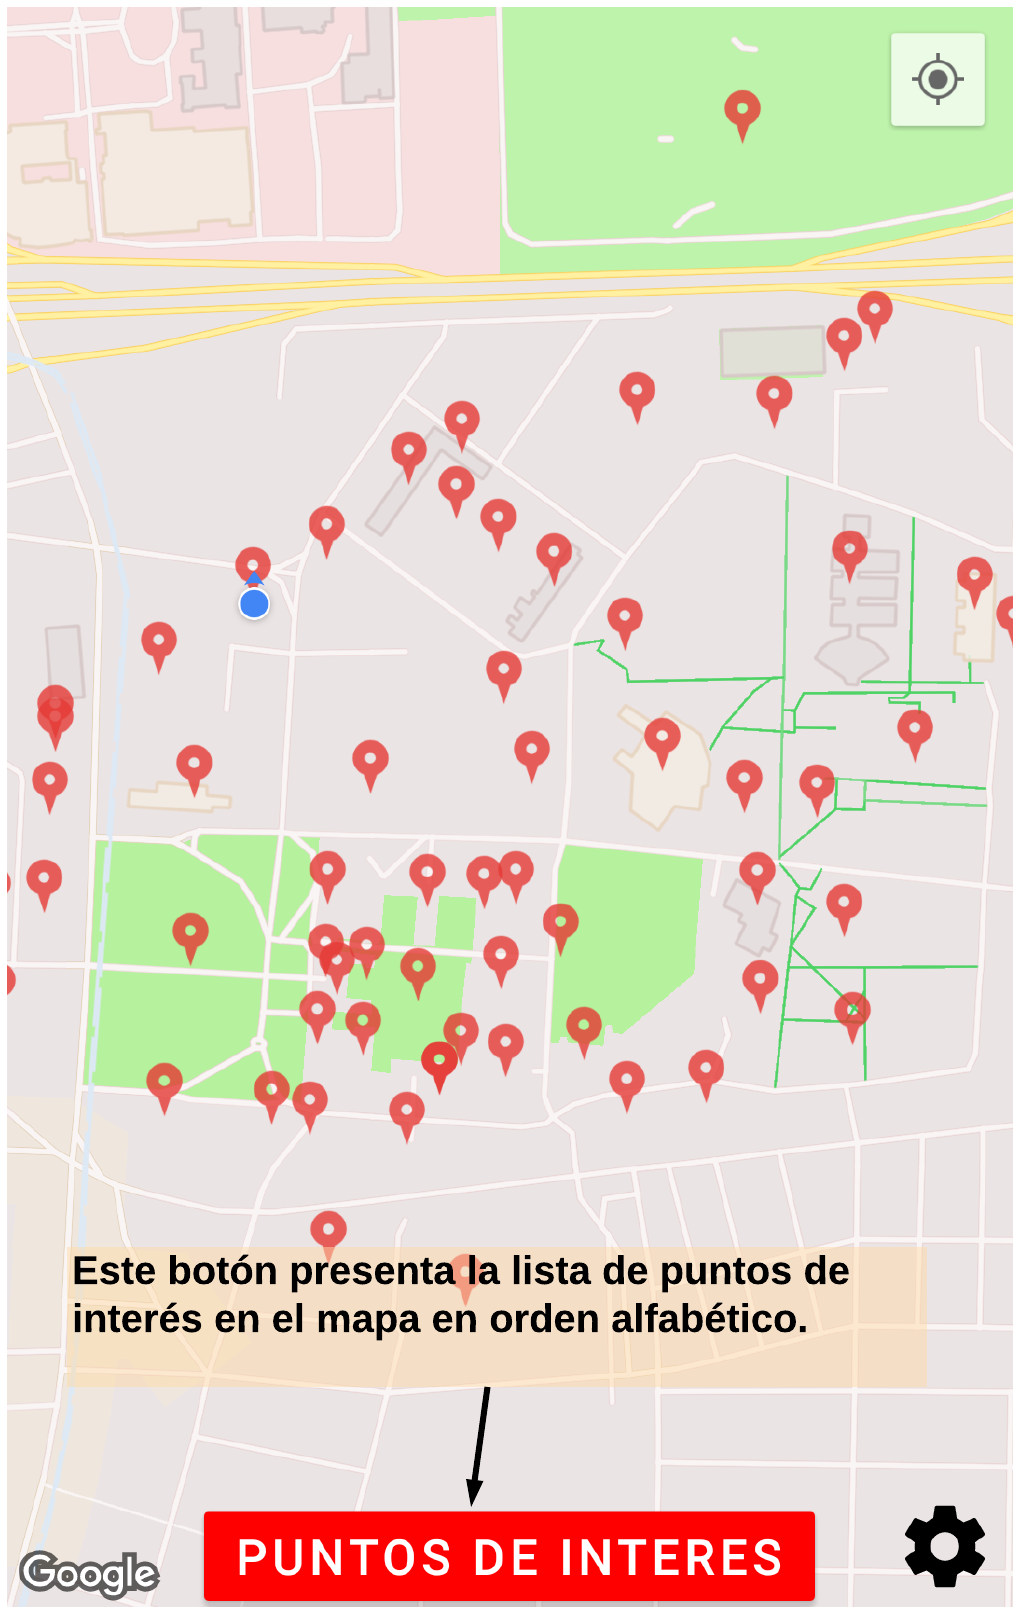 Este botón presenta la lista de puntos de
interés en el mapa en orden alfabético.
PUNTOS DE INTERES
Google